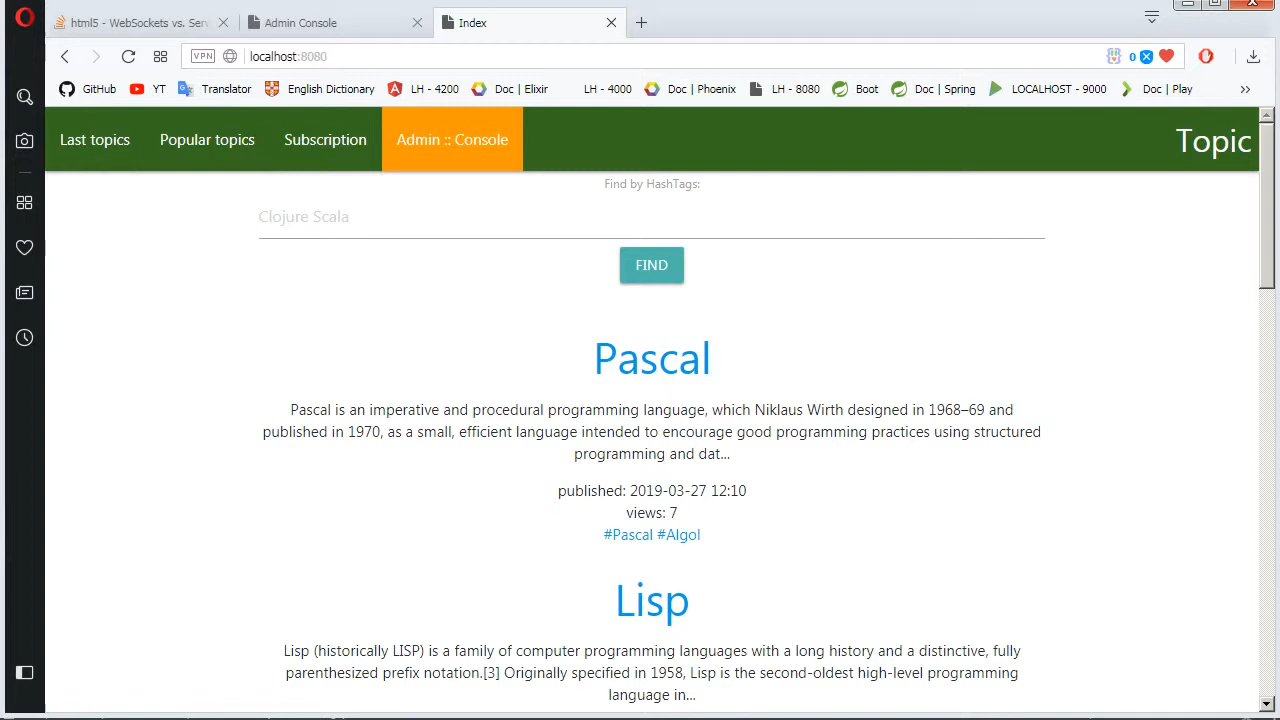 html5 - WebSockets vs. Serv
Admin Console
Index
VPN
localhost:8080
0
GitHub
YT
Translator
English Dictionary
LH - 4200
Doc | Elixir
LH - 4000
Doc | Phoenix
LH - 8080
Boot
Doc | Spring
LOCALHOST - 9000
Doc | Play
Last topics
Popular topics
Subscription
Admin :: Console
Topic
Find by HashTags:
Clojure Scala
FIND
Pascal
Pascal is an imperative and procedural programming language, which Niklaus Wirth designed in 1968–69 and
published in 1970, as a small, efficient language intended to encourage good programming practices using structured
programming and dat...
published: 2019-03-27 12:10
views: 7
#Pascal #Algol
Lisp
Lisp (historically LISP) is a family of computer programming languages with a long history and a distinctive, fully
parenthesized prefix notation.[3] Originally specified in 1958, Lisp is the second-oldest high-level programming
language in...